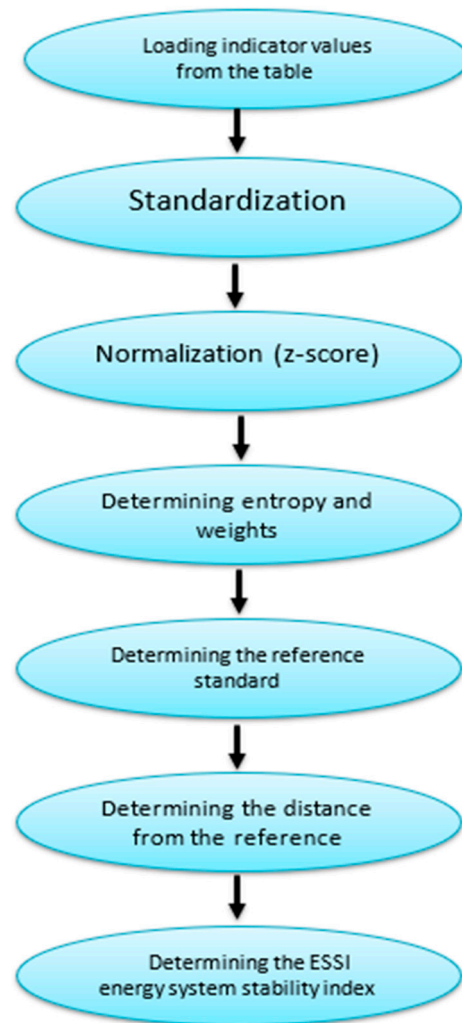 Loading indicator values
from the table
Standardization
Normalization (z-score)
Determining entropy and
weights
Determining the reference
standard
Determining the distance
from the reference
Determining the ESSI
energy system stability index